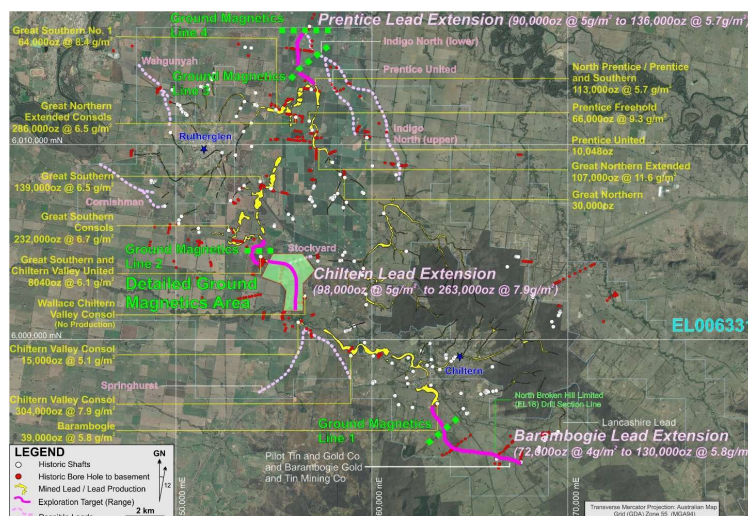 Prentice Lead Extension (90,000oz @ 5g/m³ to 136,000oz @ 5.7g/m³
Ground Magnetics
Line 4
Great Southern No. 1
64,000oz @ 8.4 g/m³
Indigo North (lower)
Wahgunyah
Prentice United
Ground Magnetics
Line 3
North Prentice / Prentice
and Southern
113,000oz @ 5.7 g/m³
Great Northern
Extended Consols
286,000oz @ 6.5 g/m³
Prentice Freehold
66,000oz @ 9.3 g/m³
Rutherglen
Indigo
North (upper)
Prentice United
10,048oz
6,010,000 mN
Great Northern Extended
107,000oz @ 11.6 g/m³
Great Southern
139,000oz @ 6.5 g/m³
Great Northern
30,000oz
Cornishman
Great Southern
Consols
232,000oz @ 6.7 g/m³
Ground Magnetics
Line 2
Stockyard
Great Southern and
Chiltern Valley United
8040oz @ 6.1 g/m³
Detailed Ground
Magnetics Area
Chiltern Lead Extension
(98,000oz @ 5g/m³ to 263,000oz @ 7.9g/m³)
Wallace Chiltern
Valley Consol
(No Production)
EL00633
6,000,000 mN
Chiltern Valley Consol
15,000oz @ 5.1 g/m³
Chiltern
Springhurst
Chiltern Valley Consol
304,000oz @ 7.9 g/m³
North Broken Hill Limited
(EL18) Drill Section Line
Barambogie
39,000oz @ 5.8 g/m³
Ground Magnetics
Line 1
Lancashire Lead
Barambogie Lead Extension
(72,000oz @ 4g/m³ to 130,000oz @ 5.8g/m
Pilot Tin and Gold Co
and Barambogie Gold
and Tin Mining Co
LEGEND
GN
Historic Shafts
Historic Bore Hole to basement
Mined Lead / Lead Production
Exploration Target (Range)
12
2 km
Possible Leads
50,000 mE
60,000 mE
70,000 mE
Transverse Mercator Projection: Australian Map
Grid (GDA) Zone 55 (MGA94)